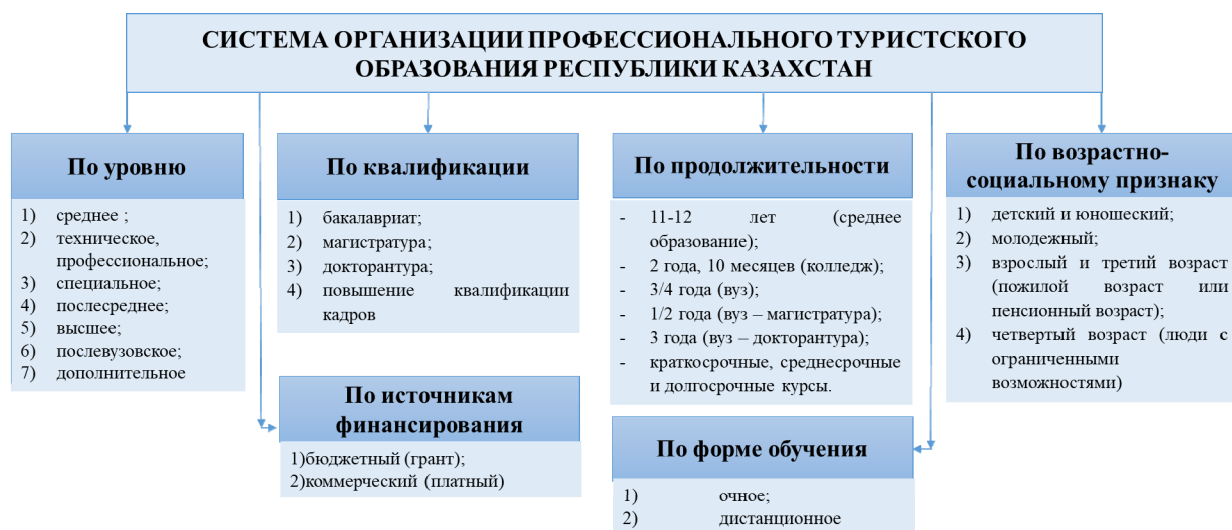 СИСТЕМА ОРГАНИЗАЦИИ ПРОФЕССИОНАЛЬНОГО ТУРИСТСКОГО
ОБРАЗОВАНИЯ РЕСПУБЛИКИ КАЗАХСТАН
По уровню
1) среднее ;
2) техническое,
профессиональное;
3) специальное;
4) послесреднее;
5) высшее;
6) послевузовское;
7) дополнительное
По квалификации
1) бакалавриат;
2) магистратура;
3) докторантура;
4) повышение квалификации
кадров
По источникам
финансирования
1)бюджетный (грант);
2)коммерческий (платный)
По продолжительности
- 11-12 лет (среднее
образование);
- 2 года, 10 месяцев (колледж);
- 3/4 года (вуз);
- 1/2 года (вуз – магистратура);
- 3 года (вуз – докторантура);
- краткосрочные, среднесрочные
и долгосрочные курсы.
По форме обучения
1) очное;
2) дистанционное
По возрастно-
социальному признаку
1) детский и юношеский;
2) молодежный;
3) взрослый и третий возраст
(пожилой возраст или
пенсионный возраст);
4) четвертый возраст (люди с
ограниченными
возможностями)